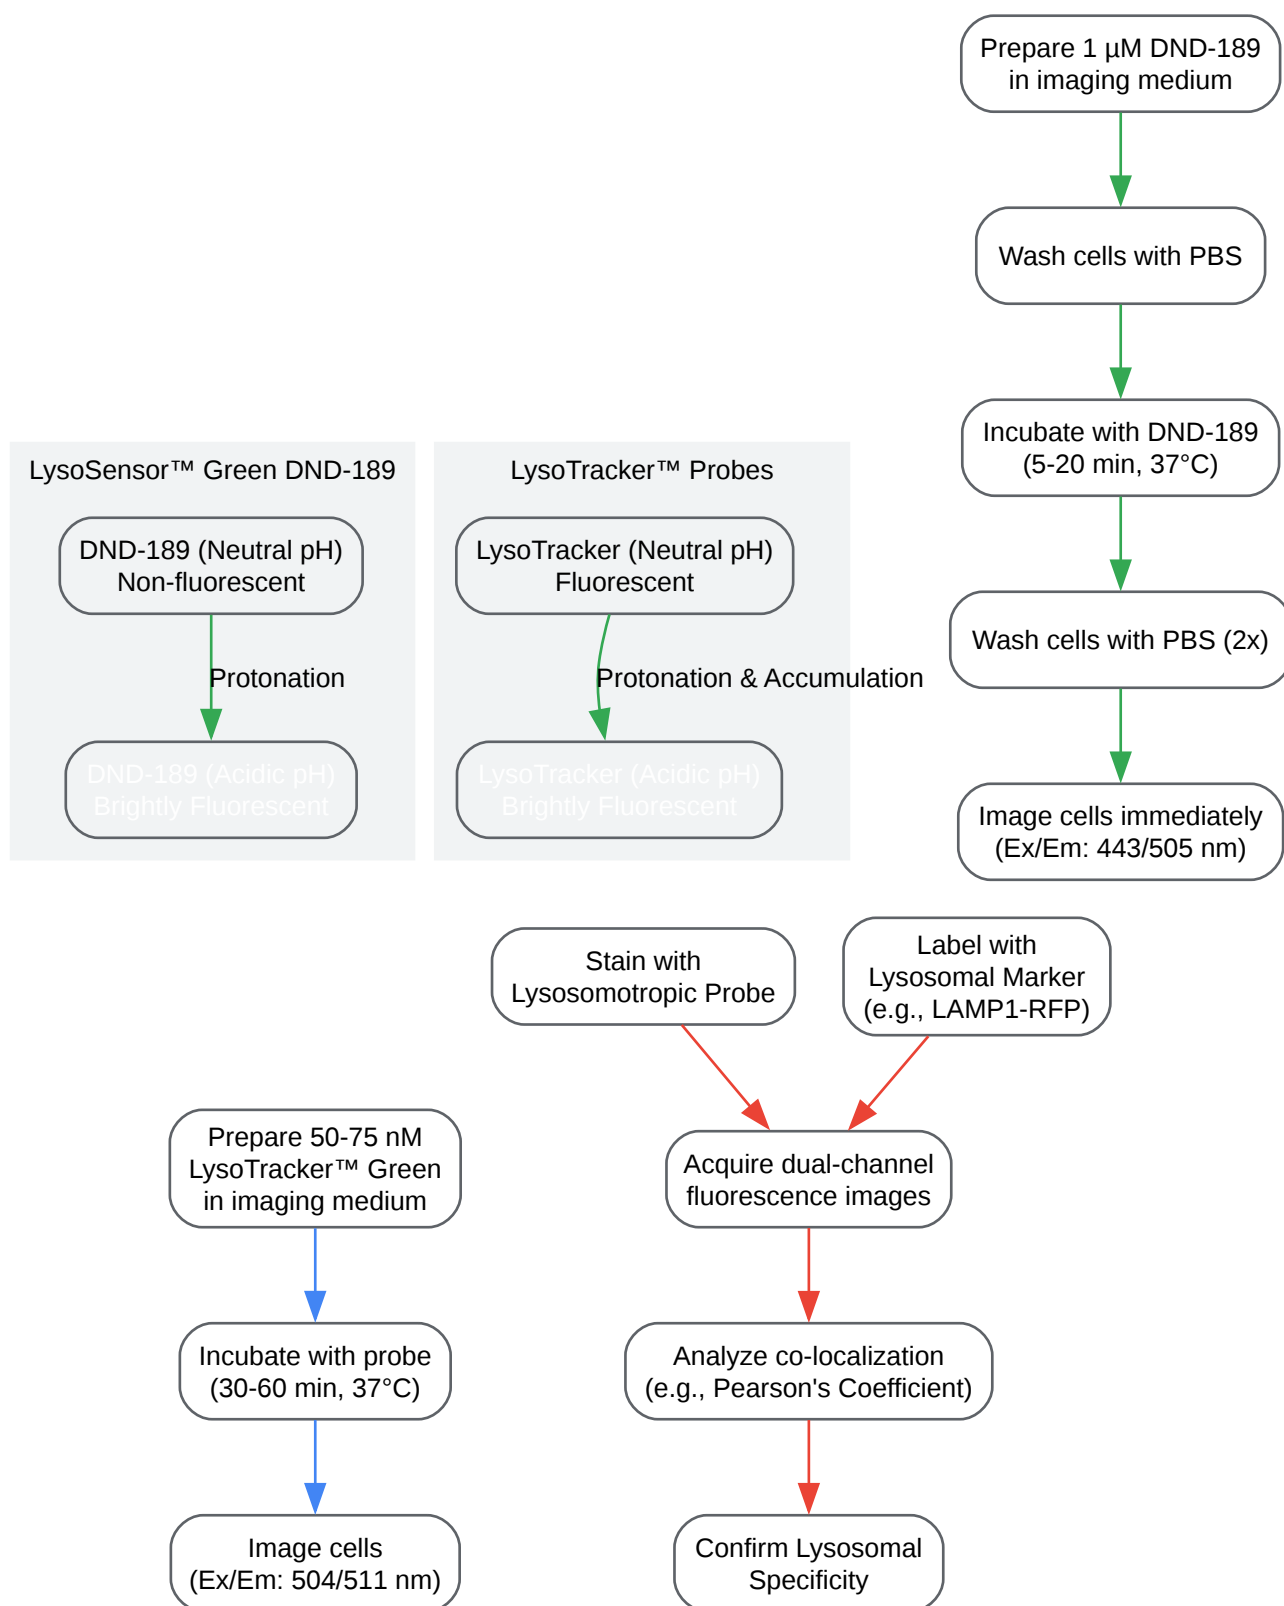 Prepare 1 µM DND-189
in imaging medium
Wash cells with PBS
Incubate with DND-189
(5-20 min, 37°C)
Wash cells with PBS (2x)
Image cells immediately
(Ex/Em: 443/505 nm)
LysoSensor™ Green DND-189
DND-189 (Neutral pH)
Non-fluorescent
Protonation
DND-189 (Acidic pH)
Brightly Fluorescent
LysoTracker™ Probes
LysoTracker (Neutral pH)
Fluorescent
Protonation & Accumulation
LysoTracker (Acidic pH)
Brightly Fluorescent
Stain with
Lysosomotropic Probe
Label with
Lysosomal Marker
(e.g., LAMP1-RFP)
Acquire dual-channel
fluorescence images
Analyze co-localization
(e.g., Pearson's Coefficient)
Confirm Lysosomal
Specificity
Prepare 50-75 nM
LysoTracker™ Green
in imaging medium
Incubate with probe
(30-60 min, 37°C)
Image cells
(Ex/Em: 504/511 nm)